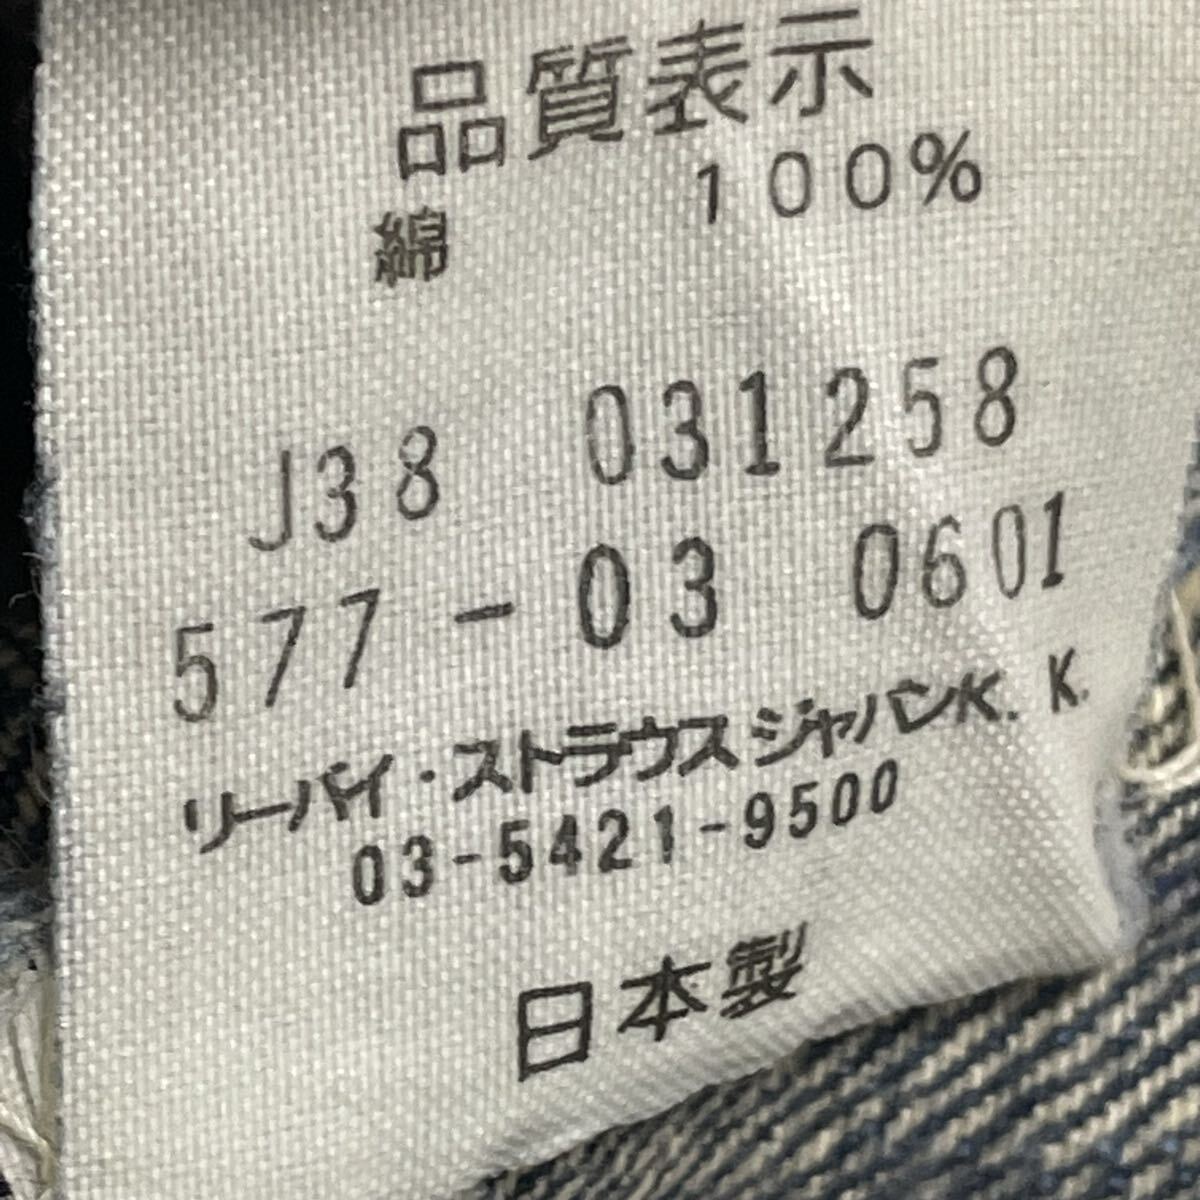 品質表示
綿 100%
J38 031258
577-03 0601
リーバイ・ストラウス ジャパンK.K.
03-5421-9500
日本製